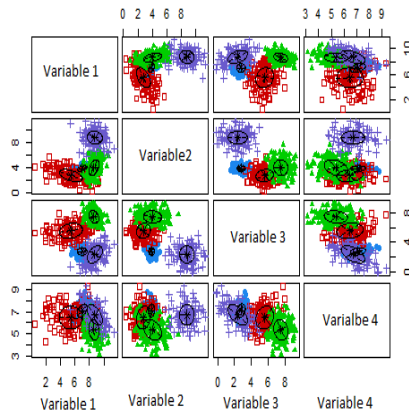 0 2 4 6 8
3 4 5 6 7 8 9
Variable 1
2 6 10
0 4 8
Variable2
Variable 3
0 4 8
3 5 7 9
Varialbe 4
2 4 6 8
0 2 4 6 8
Variable 1
Variable 2
Variable 3
Variable 4